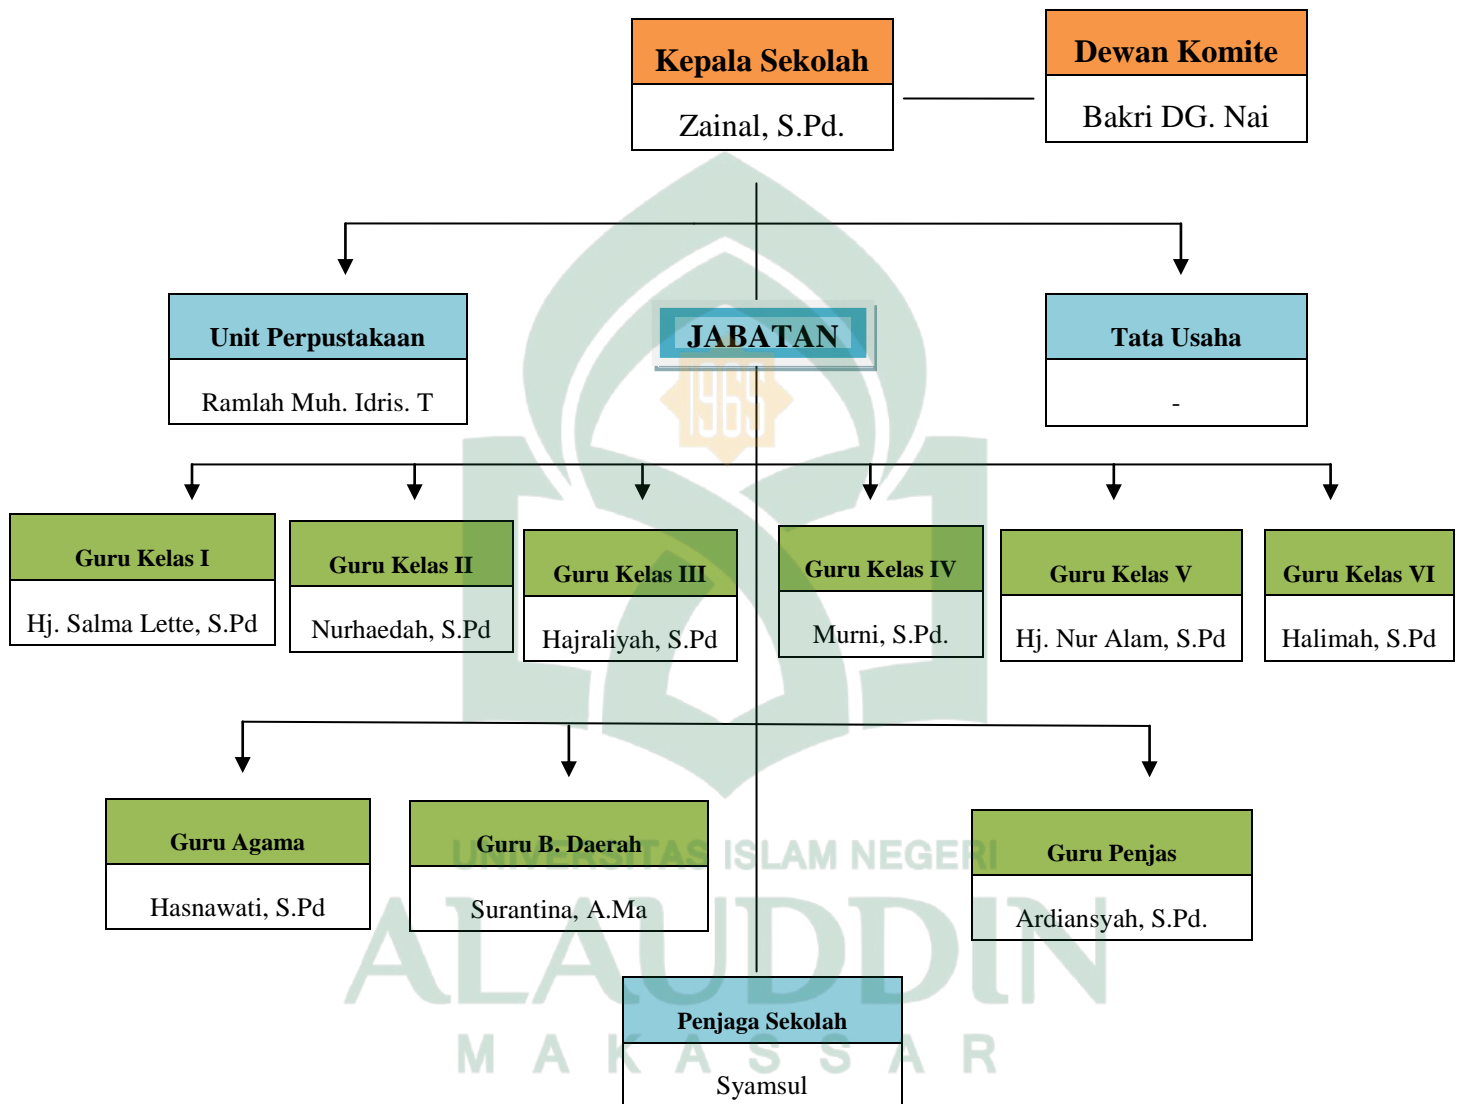 Kepala Sekolah
Zainal, S.Pd.
Dewan Komite
Bakri DG. Nai
Unit Perpustakaan
Ramlah Muh. Idris. T
JABATAN
1965
Tata Usaha
-
Guru Kelas I
Hj. Salma Lette, S.Pd
Guru Kelas II
Nurhaedah, S.Pd
Guru Kelas III
Hajraliyah, S.Pd
Guru Kelas IV
Murni, S.Pd.
Guru Kelas V
Hj. Nur Alam, S.Pd
Guru Kelas VI
Halimah, S.Pd
Guru Agama
Hasnawati, S.Pd
Guru B. Daerah
Surantina, A.Ma
Guru Penjas
Ardiansyah, S.Pd.
UNIVERSITAS ISLAM NEGERI
ALAUDDIN
MAKASSAR
Penjaga Sekolah
Syamsul